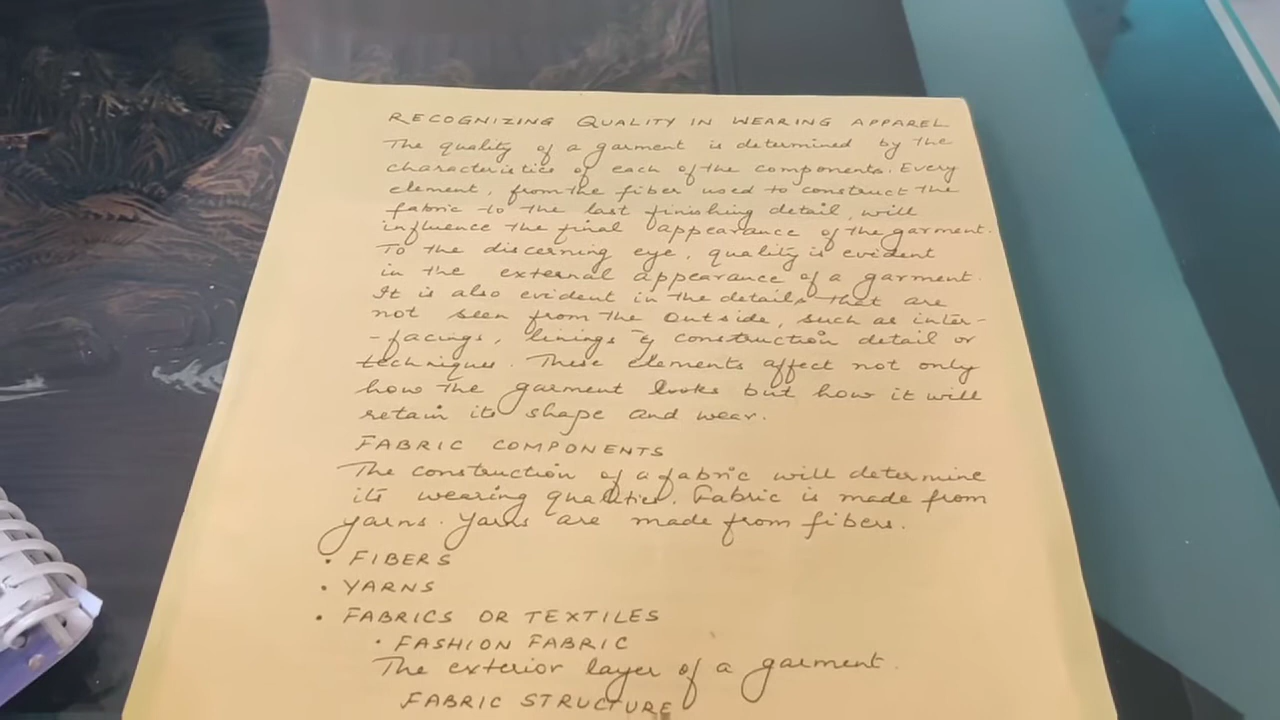 RECOGNIZING QUALITY IN WEARING APPAREL
The quality of a garment is determined by the
characteristics of each of the components. Every
element, from the fiber used to construct the
fabric to the last finishing detail, will
influence the final appearance of the garment.
To the discerning eye, quality is evident
in the external appearance of a garment.
It is also evident in the details that are
not seen from the outside, such as inter-
-facings, linings & construction detail or
techniques. These elements affect not only
how the garment looks but how it will
retain its shape and wear.
FABRIC COMPONENTS
The construction of a fabric will determine
its wearing qualities. Fabric is made from
yarns. Yarns are made from fibers.
• FIBERS
• YARNS
• FABRICS OR TEXTILES
• FASHION FABRIC
The exterior layer of a garment.
FABRIC STRUCTURE